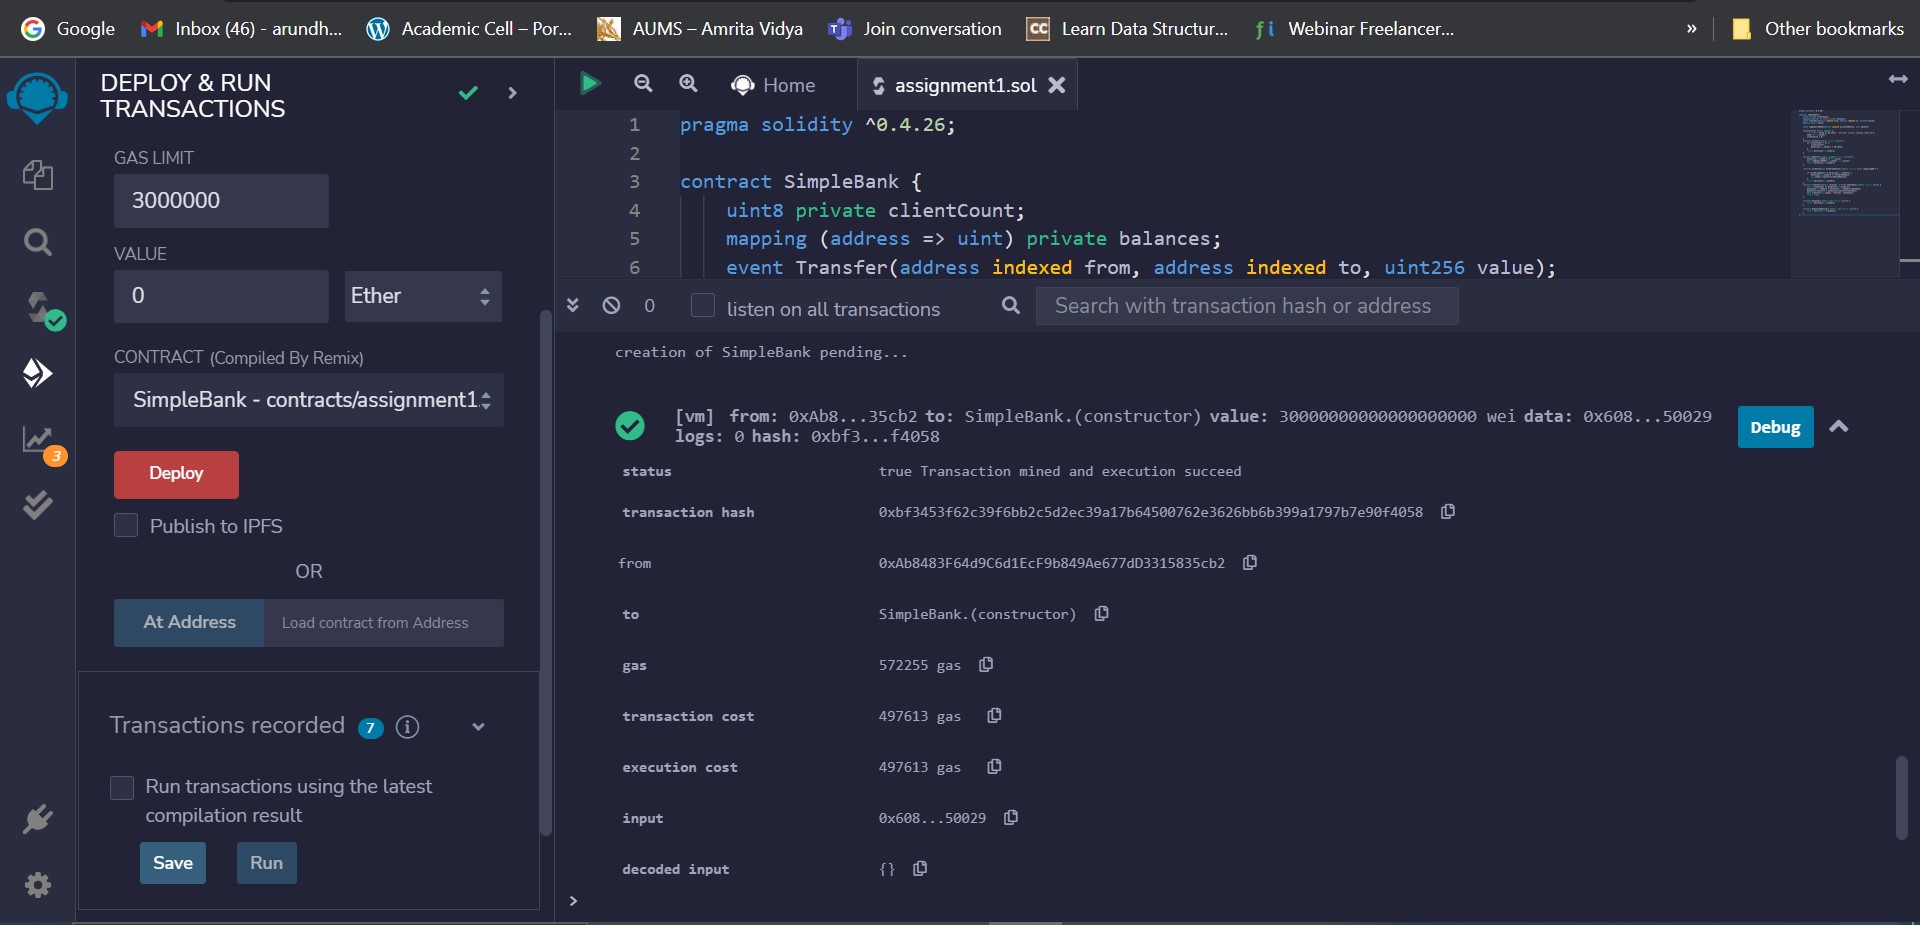 Google
Inbox (46) - arundh...
Academic Cell – Por...
AUMS – Amrita Vidya
Join conversation
CC
Learn Data Structur...
fi
Webinar Freelancer...
»
Other bookmarks
DEPLOY & RUN
TRANSACTIONS
GAS LIMIT
3000000
VALUE
0
Ether
CONTRACT (Compiled By Remix)
SimpleBank - contracts/assignment1.
3
Deploy
Publish to IPFS
OR
At Address
Load contract from Address
Transactions recorded 7 i
Run transactions using the latest
compilation result
Save
Run
Home
assignment1.sol
1 pragma solidity ^0.4.26;
2
3 contract SimpleBank {
4 uint8 private clientCount;
5 mapping (address => uint) private balances;
6 event Transfer(address indexed from, address indexed to, uint256 value);
0
listen on all transactions
Search with transaction hash or address
creation of SimpleBank pending...
[vm] from: 0xAb8...35cb2 to: SimpleBank.(constructor) value: 30000000000000000000 wei data: 0x608...50029
logs: 0 hash: 0xbf3...f4058
Debug
status true Transaction mined and execution succeed
transaction hash 0xbf3453f62c39f6bb2c5d2ec39a17b64500762e3626bb6b399a1797b7e90f4058
from 0xAb8483F64d9C6d1EcF9b849Ae677dD3315835cb2
to SimpleBank.(constructor)
gas 572255 gas
transaction cost 497613 gas
execution cost 497613 gas
input 0x608...50029
decoded input {}
>